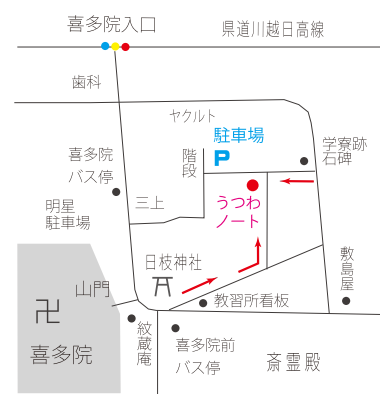 喜多院入口
県道川越日高線
歯科
ヤクルト
駐車場
P
階段
学寮跡
石碑
喜多院
バス停
明星
駐車場
三上
うつわ
ノート
日枝神社
山門
卍
喜多院
教習所看板
敷島屋
紋蔵庵
喜多院前
バス停
斎霊殿